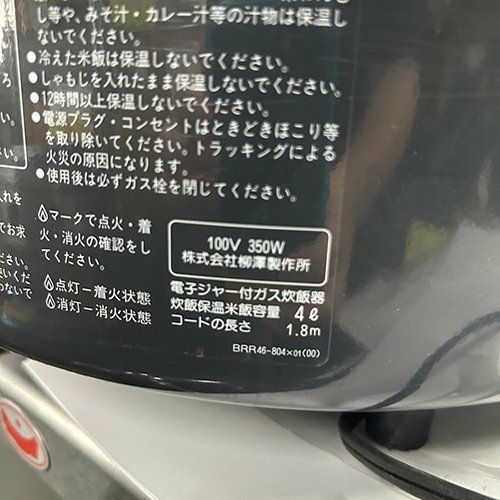 し等や、みそ汁・カレー汁等の汁物は保温し
ないでください。
●冷えた米飯は保温しないでください。
●しゃもじを入れたまま保温しないでください。
●12時間以上保温しないでください。
●電源プラグ・コンセントはときどきほこり等
を取り除いてください。トラッキングによる
火災の原因になります。
●使用後は必ずガス栓を閉じてください。
マークで点火・着
火・消火の確認をし
てください。
点灯－着火状態
消灯－消火状態
100V 350W
株式会社柳澤製作所
電子ジャー付ガス炊飯器
炊飯保温米飯容量 4ℓ
コードの長さ 1.8m
BRR46-804×01(00)